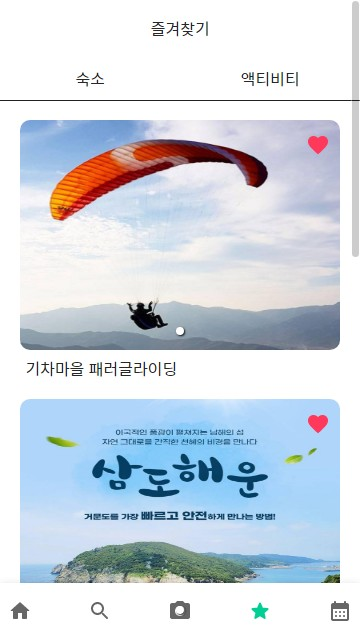 즐겨찾기
숙소
액티비티
기차마을 패러글라이딩
이국적인 풍광이 펼쳐지는 남해의 섬
자연 그대로를 간직한 천혜의 비경을 만나다
삼도해운
거문도를 가장 빠르고 안전하게 만나는 방법!